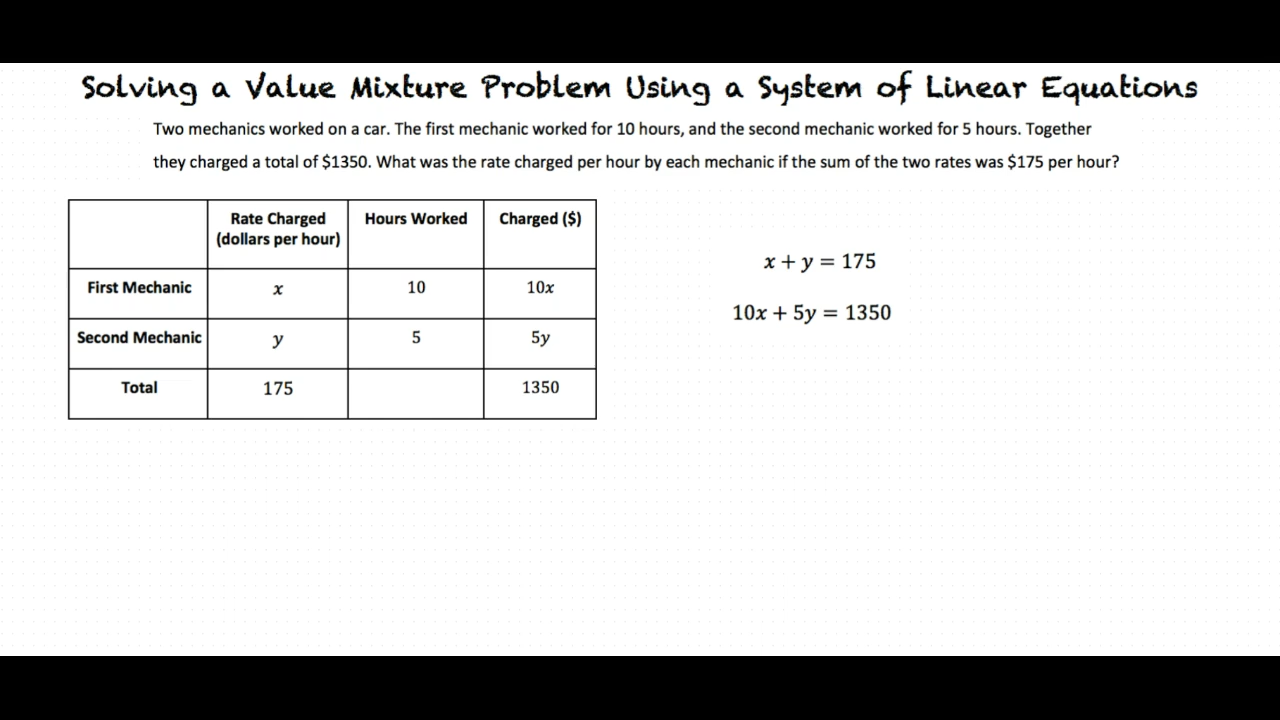 Solving a Value Mixture Problem Using a System of Linear Equations
Two mechanics worked on a car. The first mechanic worked for 10 hours, and the second mechanic worked for 5 hours. Together
they charged a total of $1350. What was the rate charged per hour by each mechanic if the sum of the two rates was $175 per hour?
Rate Charged (dollars per hour) Hours Worked Charged ($)
First Mechanic x 10 10x
Second Mechanic y 5 5y
Total 175 1350
x + y = 175
10x + 5y = 1350